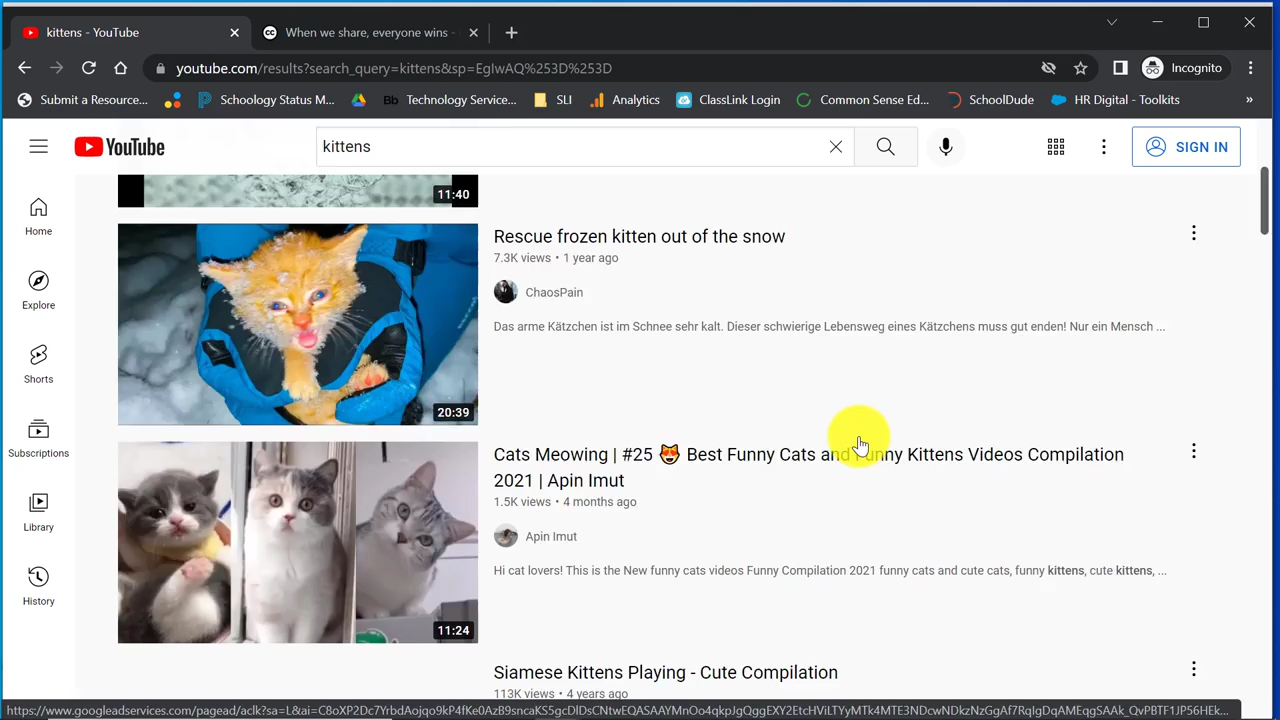 kittens - YouTube
When we share, everyone wins -
youtube.com/results?search_query=kittens&sp=EgIwAQ%253D%253D
Incognito
Submit a Resource...
Schoology Status M...
Bb
Technology Service...
SLI
Analytics
ClassLink Login
Common Sense Ed...
SchoolDude
HR Digital - Toolkits
»
YouTube
kittens
SIGN IN
Home
Explore
Shorts
Subscriptions
Library
History
11:40
Rescue frozen kitten out of the snow
7.3K views • 1 year ago
ChaosPain
Das arme Kätzchen ist im Schnee sehr kalt. Dieser schwierige Lebensweg eines Kätzchens muss gut enden! Nur ein Mensch ...
20:39
Cats Meowing | #25 😻 Best Funny Cats and Funny Kittens Videos Compilation
2021 | Apin Imut
1.5K views • 4 months ago
Apin Imut
Hi cat lovers! This is the New funny cats videos Funny Compilation 2021 funny cats and cute cats, funny kittens, cute kittens, ...
11:24
Siamese Kittens Playing - Cute Compilation
113K views • 4 years ago